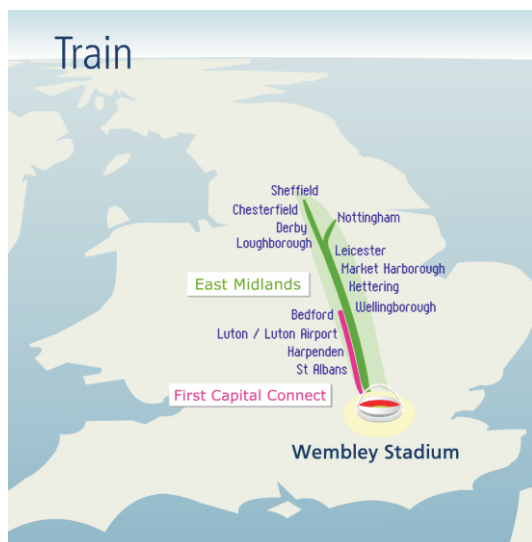 Train
Sheffield
Chesterfield
Nottingham
Derby
Loughborough
Leicester
Market Harborough
East Midlands
Kettering
Wellingborough
Bedford
Luton / Luton Airport
Harpenden
St Albans
First Capital Connect
Wembley Stadium